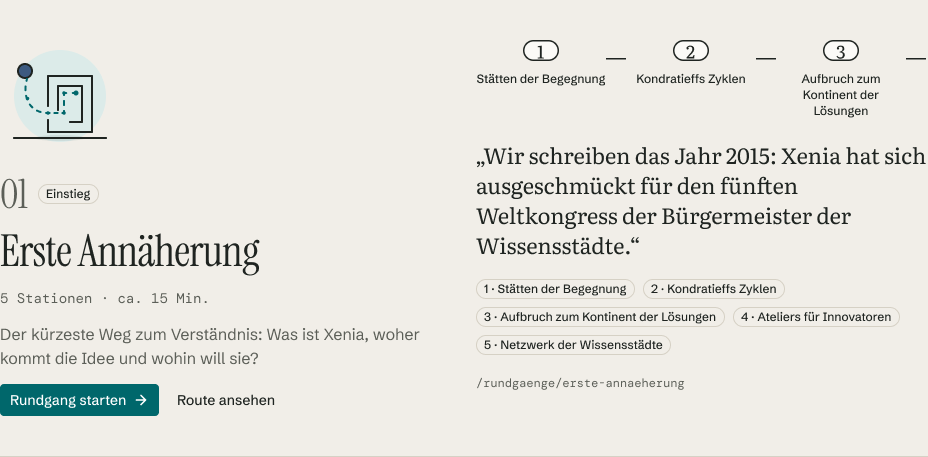 01 Einstieg
Erste Annäherung
5 Stationen · ca. 15 Min.
Der kürzeste Weg zum Verständnis: Was ist Xenia, woher
kommt die Idee und wohin will sie?
Rundgang starten → Route ansehen
1 2 3
Stätten der Begegnung Kondratieffs Zyklen Aufbruch zum
Kontinent der
Lösungen
„Wir schreiben das Jahr 2015: Xenia hat sich
ausgeschmückt für den fünften
Weltkongress der Bürgermeister der
Wissensstädte.“
1 · Stätten der Begegnung 2 · Kondratieffs Zyklen
3 · Aufbruch zum Kontinent der Lösungen 4 · Ateliers für Innovatoren
5 · Netzwerk der Wissensstädte
/rundgaenge/erste-annaeherung